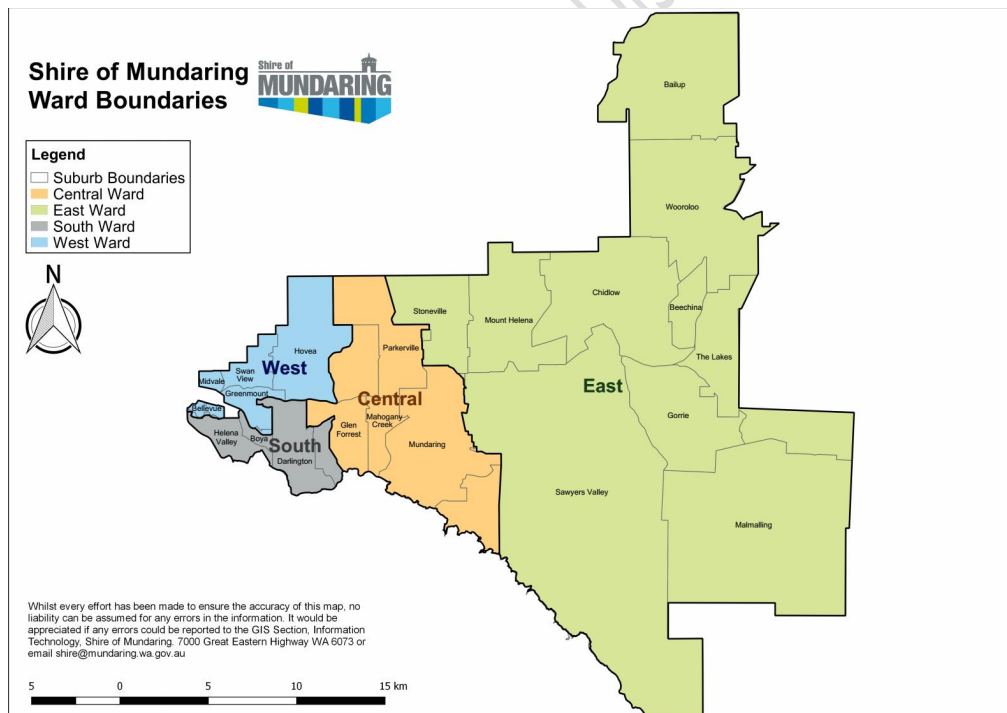 Shire of Mundaring
Ward Boundaries
Shire of
MUNDARING
Legend
Suburb Boundaries
Central Ward
East Ward
South Ward
West Ward
N
Bailup
Wooroloo
Chidlow
Beechina
Stoneville
Mount Helena
The Lakes
Hovea
Parkerville
West
Swan
View
Midvale
Greenmount
East
Central
Bellevue
Mahogany
Creek
Gorrie
Glen
Forrest
Helena
Valley
Boya
South
Mundaring
Darlington
Sawyers Valley
Malmalling
Whilst every effort has been made to ensure the accuracy of this map, no
liability can be assumed for any errors in the information. It would be
appreciated if any errors could be reported to the GIS Section, Information
Technology, Shire of Mundaring. 7000 Great Eastern Highway WA 6073 or
email shire@mundaring.wa.gov.au
5 0 5 10 15 km